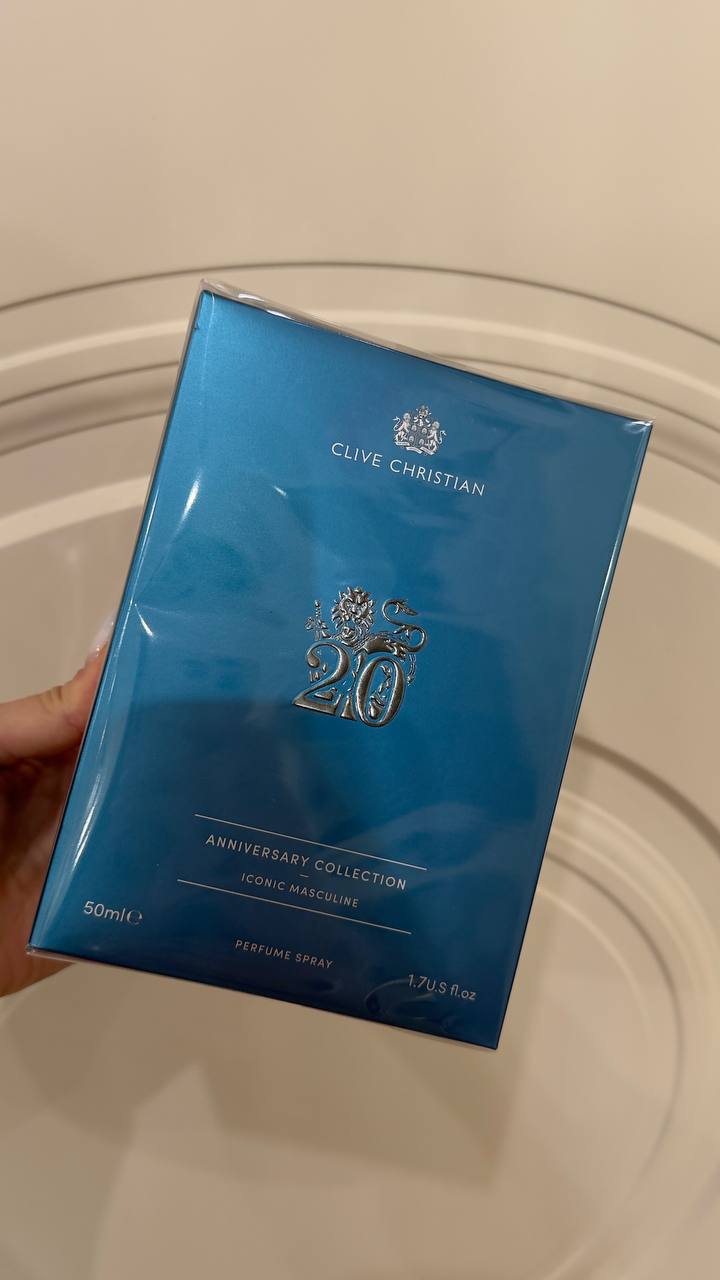 CLIVE CHRISTIAN
20
ANNIVERSARY COLLECTION
ICONIC MASCULINE
50ml℮
PERFUME SPRAY
1.7U.S fl.oz